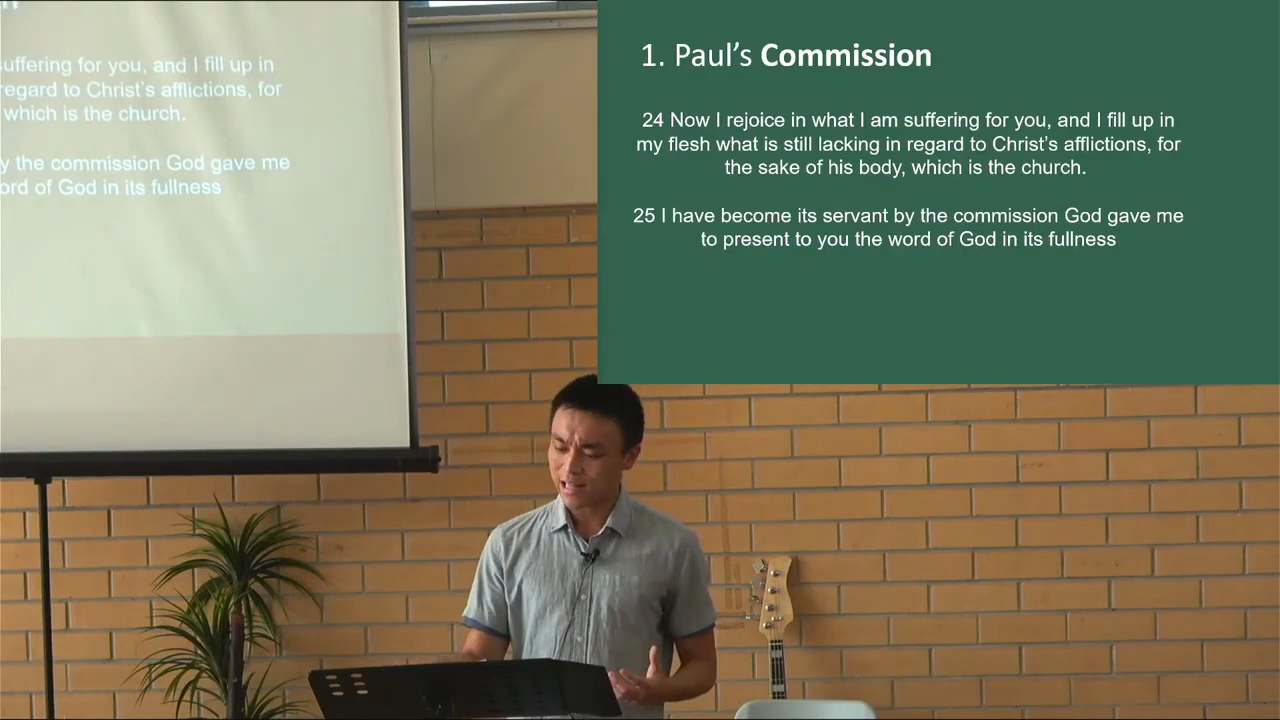 suffering for you, and I fill up in
regard to Christ's afflictions, for
which is the church.
the commission God gave me
of God in its fullness
1. Paul's Commission
24 Now I rejoice in what I am suffering for you, and I fill up in
my flesh what is still lacking in regard to Christ's afflictions, for
the sake of his body, which is the church.
25 I have become its servant by the commission God gave me
to present to you the word of God in its fullness